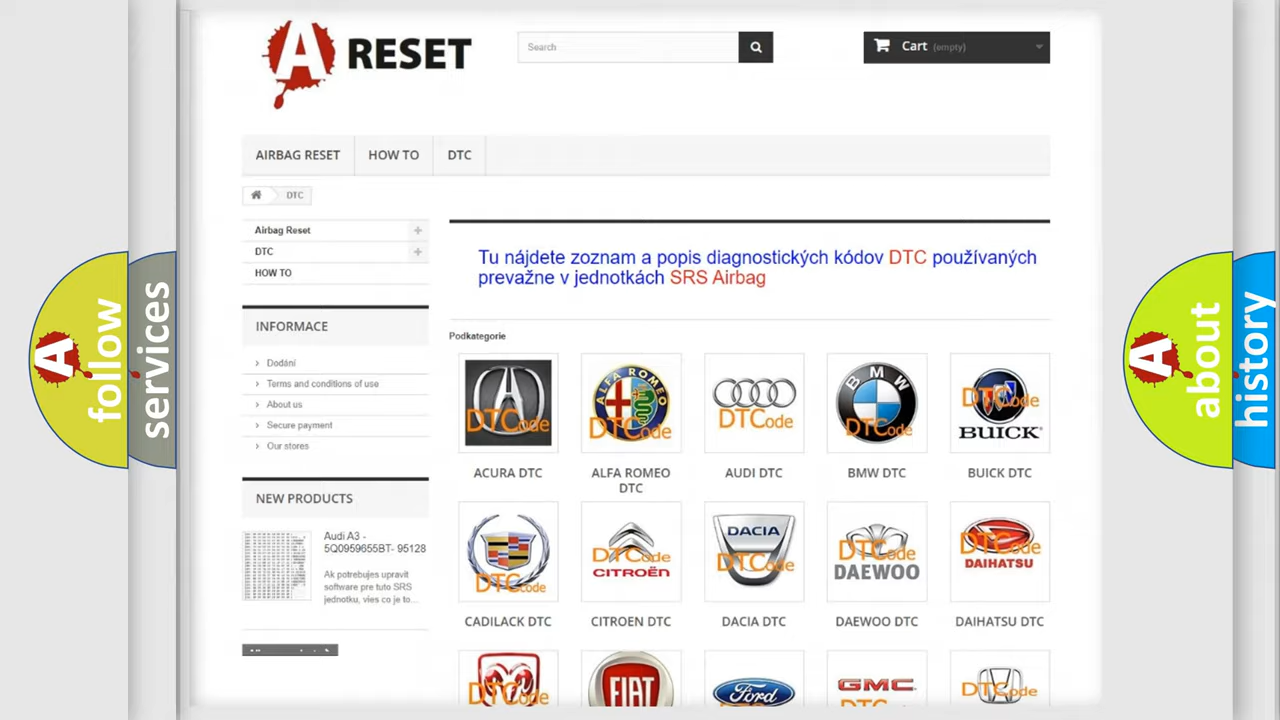 A RESET
Search
Cart (empty)
AIRBAG RESET
HOW TO
DTC
DTC
Airbag Reset
DTC
HOW TO
Tu nájdete zoznam a popis diagnostických kódov DTC používaných
prevažne v jednotkách SRS Airbag
INFORMACE
Dodání
Terms and conditions of use
About us
Secure payment
Our stores
NEW PRODUCTS
Audi A3 -
5Q0959655BT- 95128
Ak potrebujes upravit
software pre tuto SRS
jednotku, vies co je to...
Podkategorie
DTCode
ALFA ROMEO
DTCode
DTCode
BMW
DTCode
DTCode
BUICK
ACURA DTC
ALFA ROMEO
DTC
AUDI DTC
BMW DTC
BUICK DTC
DTCode
DTCode
CITROËN
DACIA
DTCode
DTCode
DAEWOO
DTCode
DAIHATSU
CADILACK DTC
CITROEN DTC
DACIA DTC
DAEWOO DTC
DAIHATSU DTC
DTCode
FIAT
Ford
GMC
DTCode
A follow
services
A about
history